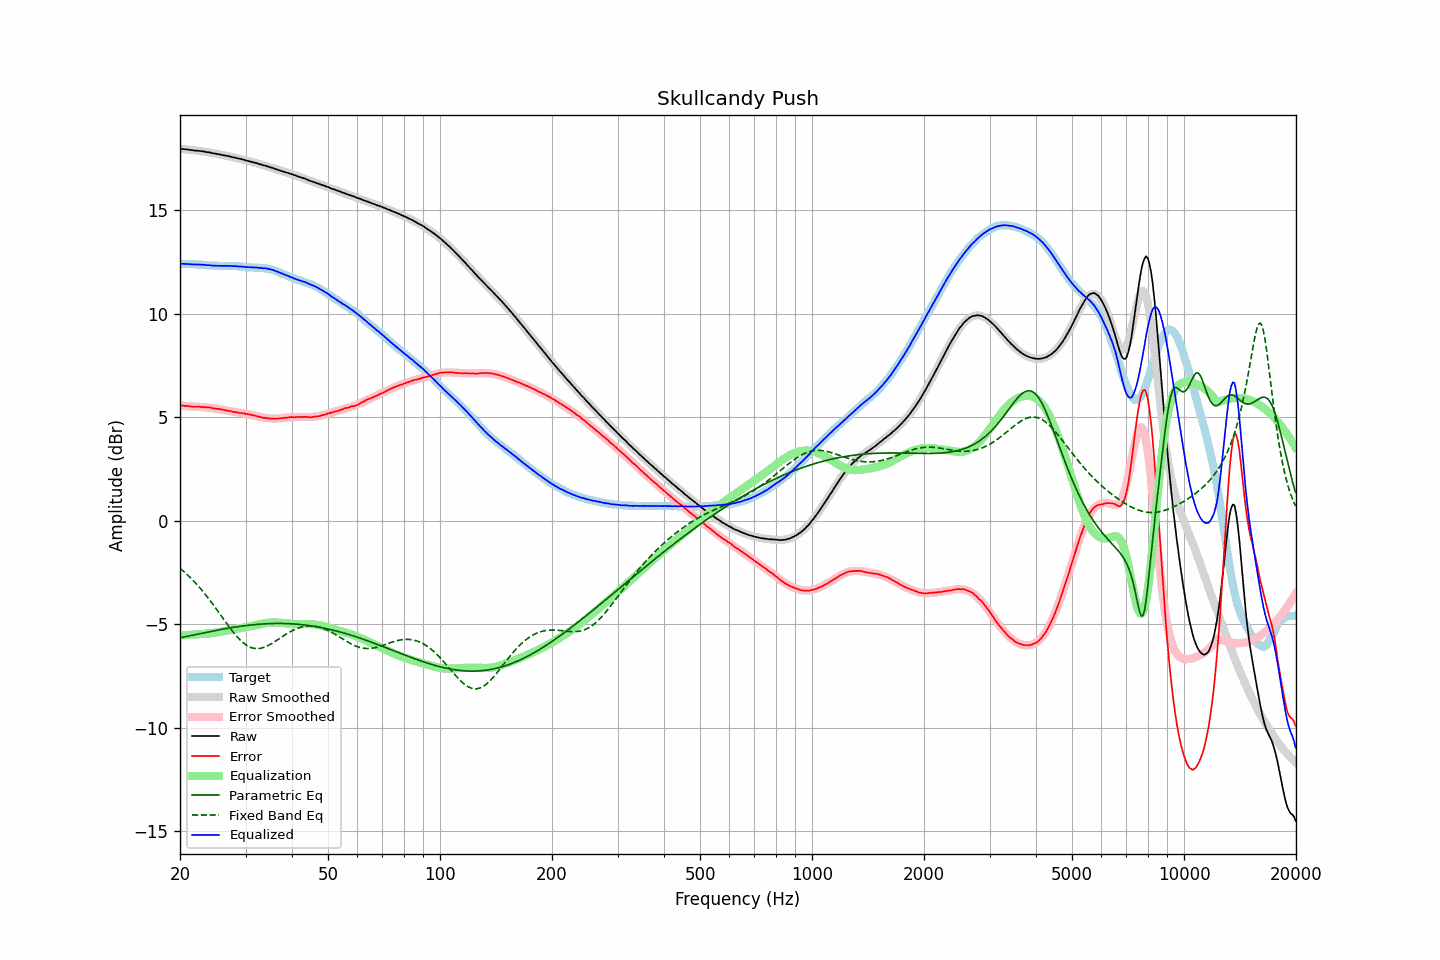 Skullcandy Push
Amplitude (dBr)
15
10
5
0
−5
−10
−15
Target
Raw Smoothed
Error Smoothed
Raw
Error
Equalization
Parametric Eq
Fixed Band Eq
Equalized
20 50 100 200 500 1000 2000 5000 10000 20000
Frequency (Hz)